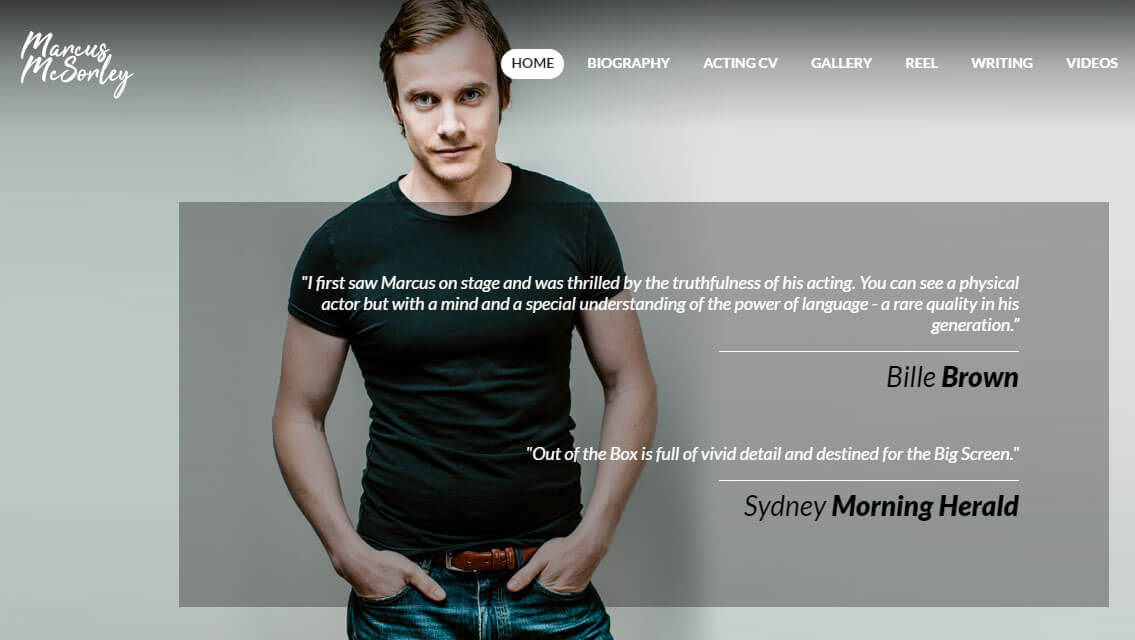 Marcus
McSorley
HOME BIOGRAPHY ACTING CV GALLERY REEL WRITING VIDEOS
"I first saw Marcus on stage and was thrilled by the truthfulness of his acting. You can see a physical
actor but with a mind and a special understanding of the power of language - a rare quality in his
generation."
Bille Brown
"Out of the Box is full of vivid detail and destined for the Big Screen."
Sydney Morning Herald